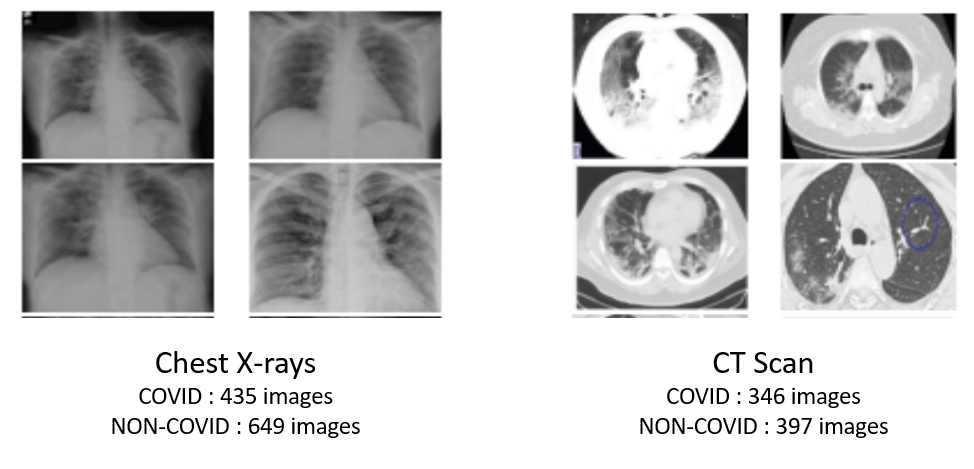 Chest X-rays
COVID : 435 images
NON-COVID : 649 images
CT Scan
COVID : 346 images
NON-COVID : 397 images